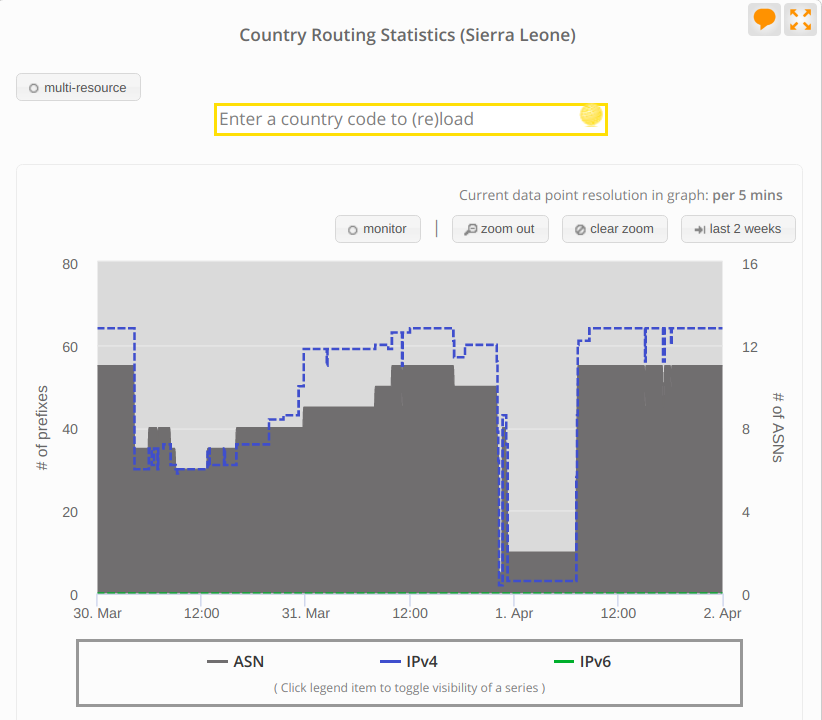 Country Routing Statistics (Sierra Leone)
multi-resource
Enter a country code to (re)load
Current data point resolution in graph: per 5 mins
monitor | zoom out clear zoom last 2 weeks
80 16
60 12
# of prefixes # of ASNs
40 8
20 4
0 0
30. Mar 12:00 31. Mar 12:00 1. Apr 12:00 2. Apr
ASN IPv4 IPv6
( Click legend item to toggle visibility of a series )